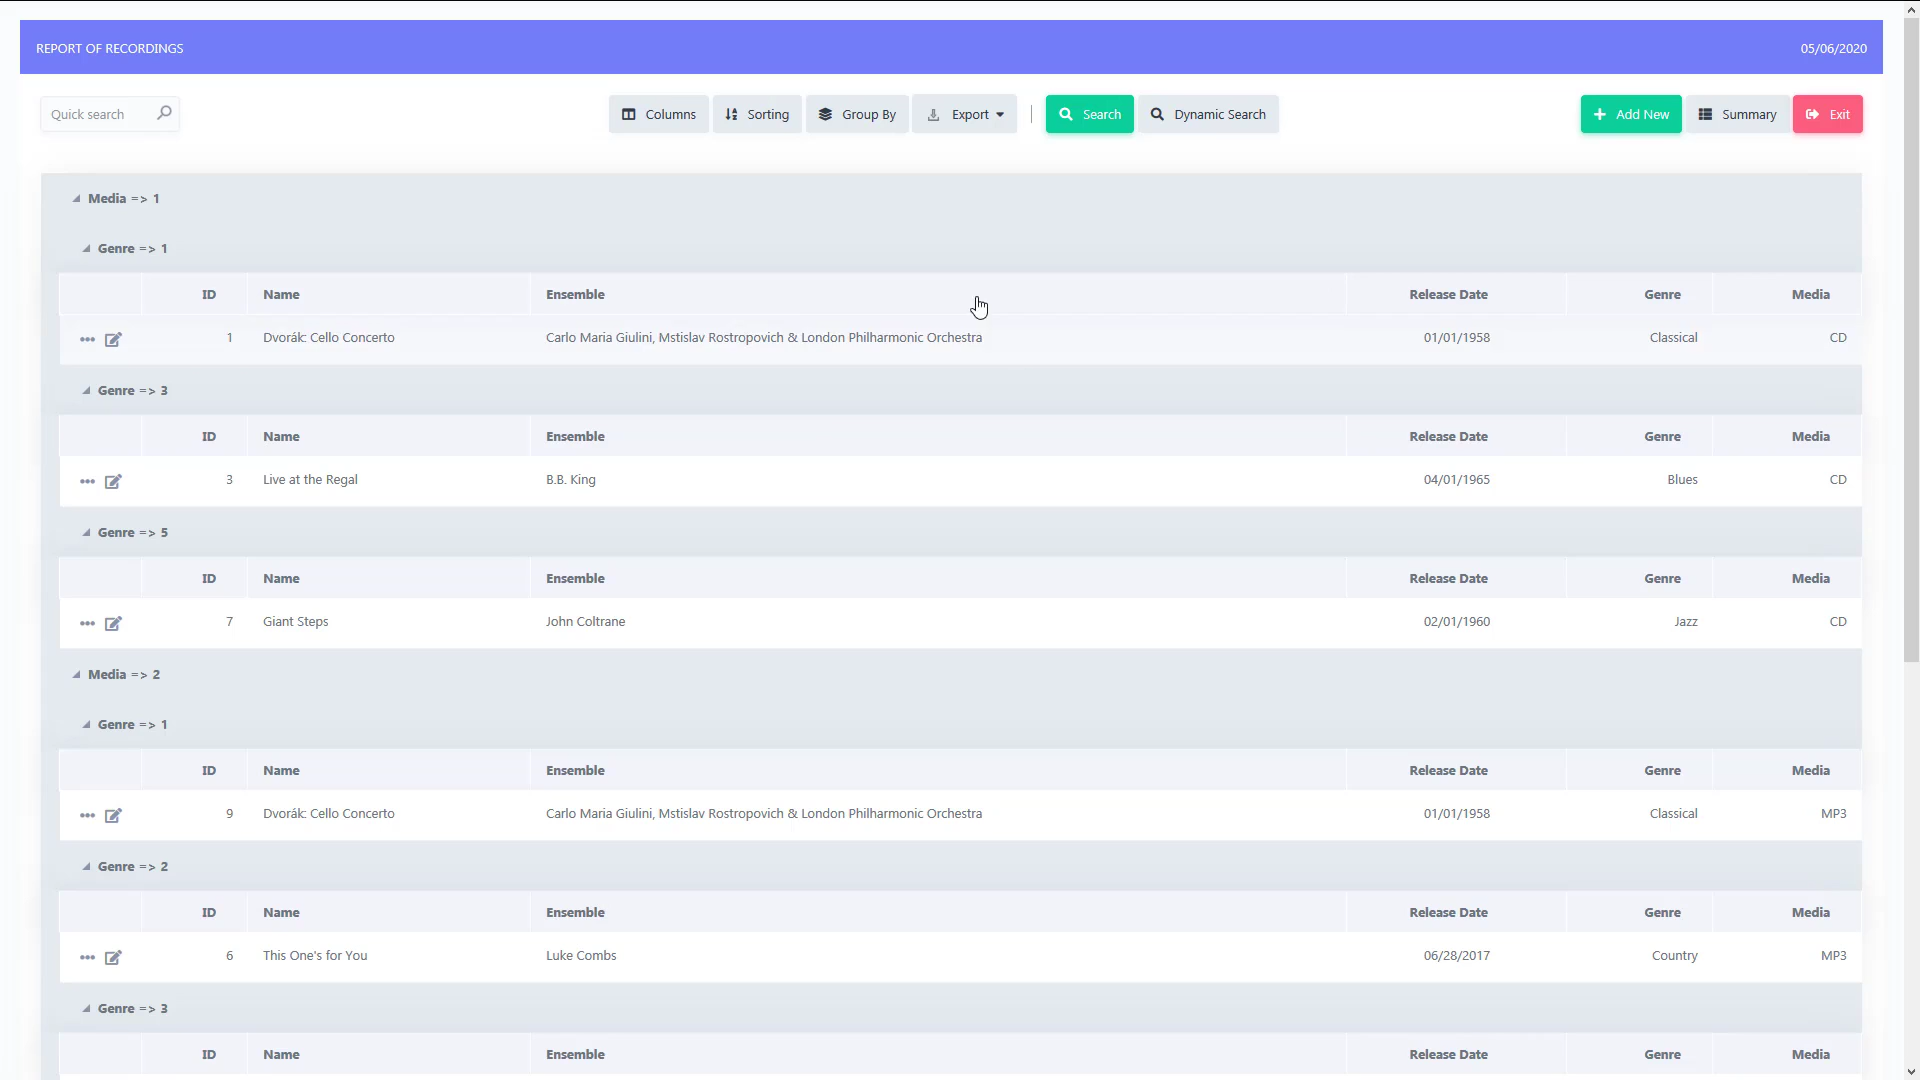 REPORT OF RECORDINGS 05/06/2020
Quick search Columns Sorting Group By Export Search Dynamic Search Add New Summary Exit
Media => 1
Genre => 1
ID Name Ensemble Release Date Genre Media
1 Dvorák: Cello Concerto Carlo Maria Giulini, Mstislav Rostropovich & London Philharmonic Orchestra 01/01/1958 Classical CD
Genre => 3
ID Name Ensemble Release Date Genre Media
3 Live at the Regal B.B. King 04/01/1965 Blues CD
Genre => 5
ID Name Ensemble Release Date Genre Media
7 Giant Steps John Coltrane 02/01/1960 Jazz CD
Media => 2
Genre => 1
ID Name Ensemble Release Date Genre Media
9 Dvorák: Cello Concerto Carlo Maria Giulini, Mstislav Rostropovich & London Philharmonic Orchestra 01/01/1958 Classical MP3
Genre => 2
ID Name Ensemble Release Date Genre Media
6 This One's for You Luke Combs 06/28/2017 Country MP3
Genre => 3
ID Name Ensemble Release Date Genre Media